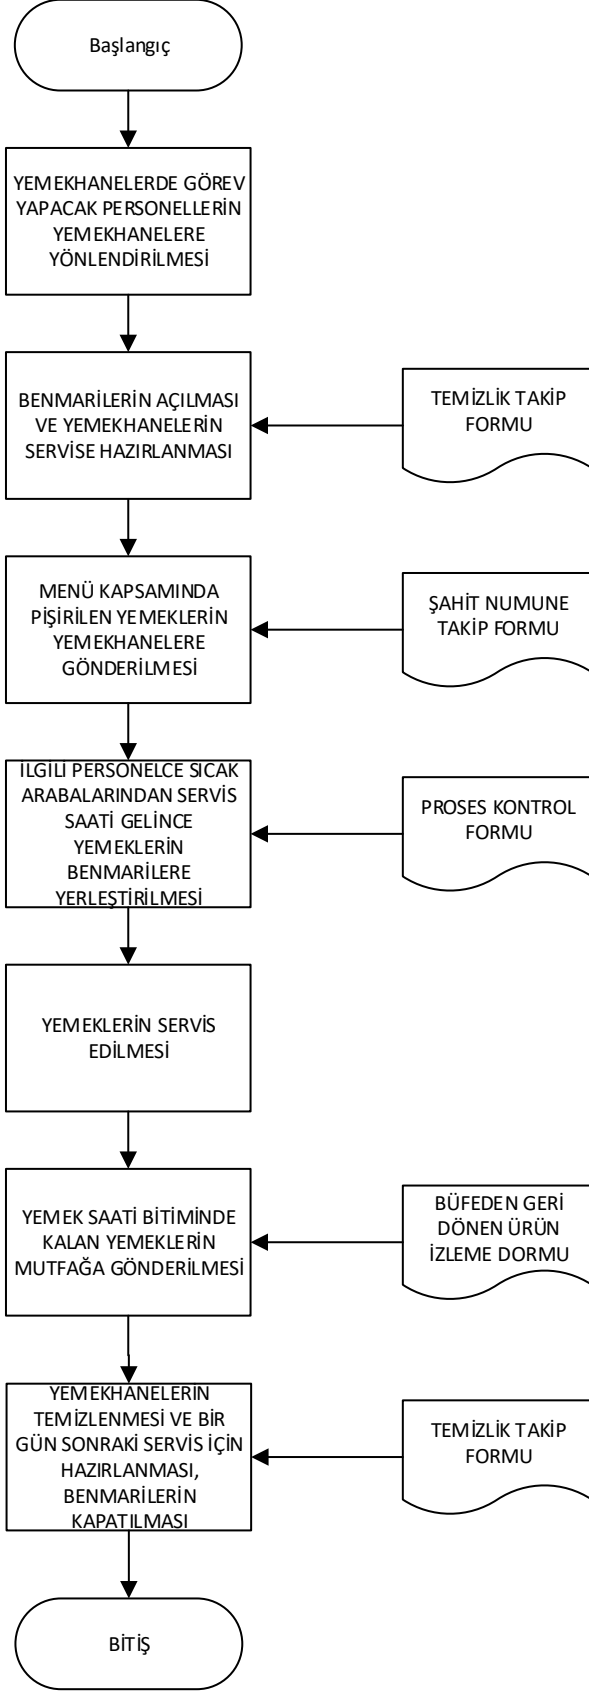 Başlangıç
YEMEKHANELERDE GÖREV
YAPACAK PERSONELLERİN
YEMEKHANELERE
YÖNLENDİRİLMESİ
BENMARİLERİN AÇILMASI
VE YEMEKHANELERİN
SERVİSE HAZIRLANMASI
TEMİZLİK TAKİP
FORMU
MENÜ KAPSAMINDA
PİŞİRİLEN YEMEKLERİN
YEMEKHANELERE
GÖNDERİLMESİ
ŞAHİT NUMUNE
TAKİP FORMU
İLGİLİ PERSONELCE SICAK
ARABALARINDAN SERVİS
SAATİ GELİNCE
YEMEKLERİN
BENMARİLERE
YERLEŞTİRİLMESİ
PROSES KONTROL
FORMU
YEMEKLERİN SERVİS
EDİLMESİ
YEMEK SAATİ BİTİMİNDE
KALAN YEMEKLERİN
MUTFAĞA GÖNDERİLMESİ
BÜFEDEN GERİ
DÖNEN ÜRÜN
İZLEME DORMU
YEMEKHANELERİN
TEMİZLENMESİ VE BİR
GÜN SONRAKİ SERVİS İÇİN
HAZIRLANMASI,
BENMARİLERİN
KAPATILMASI
TEMİZLİK TAKİP
FORMU
BİTİŞ